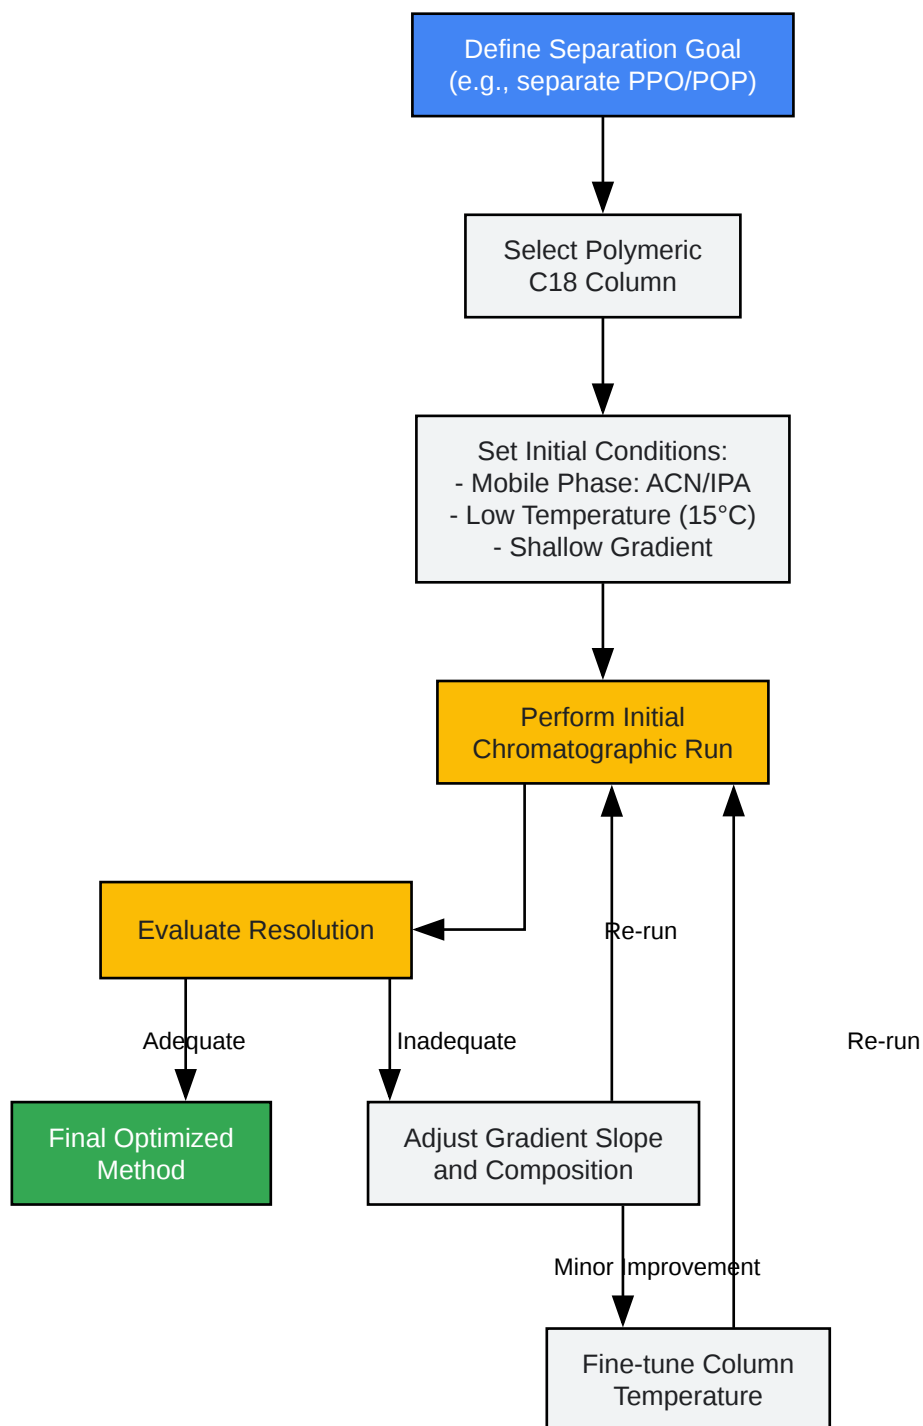 Define Separation Goal
(e.g., separate PPO/POP)
Select Polymeric
C18 Column
Set Initial Conditions:
- Mobile Phase: ACN/IPA
- Low Temperature (15°C)
- Shallow Gradient
Perform Initial
Chromatographic Run
Evaluate Resolution
Re-run
Adequate
Inadequate
Re-run
Final Optimized
Method
Adjust Gradient Slope
and Composition
Minor Improvement
Fine-tune Column
Temperature